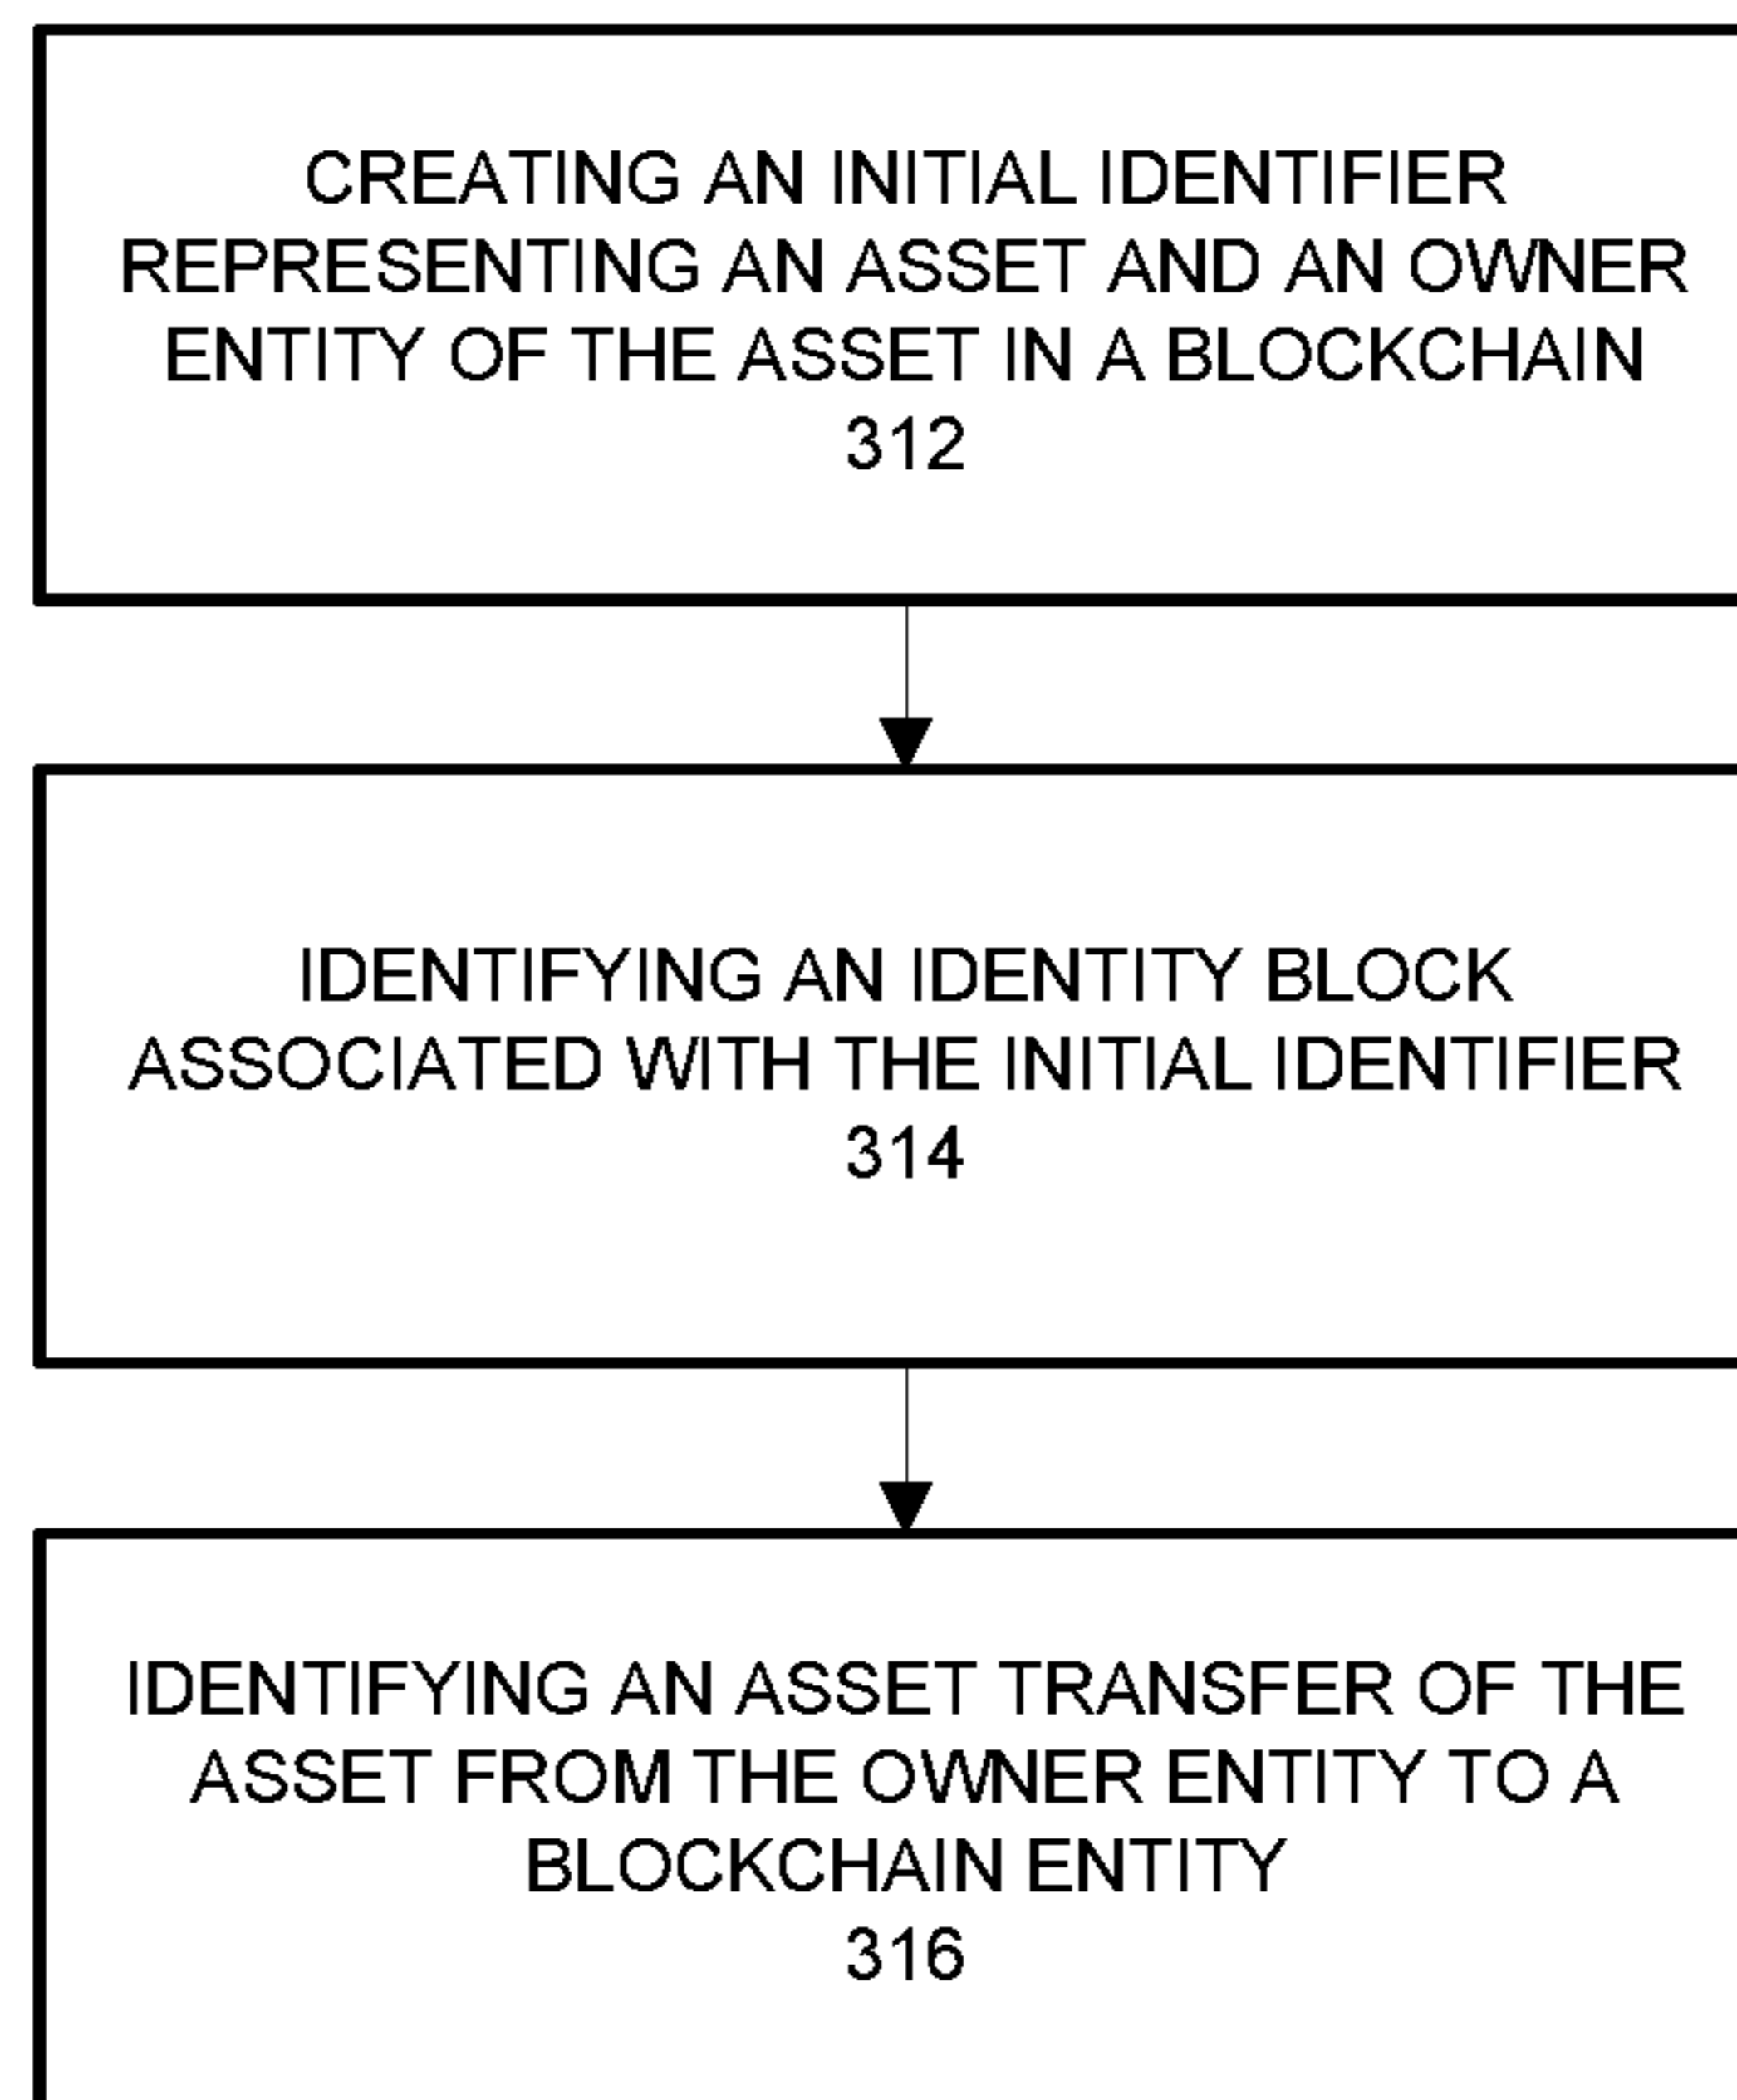 CREATING AN INITIAL IDENTIFIER
REPRESENTING AN ASSET AND AN OWNER
ENTITY OF THE ASSET IN A BLOCKCHAIN
312
IDENTIFYING AN IDENTITY BLOCK
ASSOCIATED WITH THE INITIAL IDENTIFIER
314
IDENTIFYING AN ASSET TRANSFER OF THE
ASSET FROM THE OWNER ENTITY TO A
BLOCKCHAIN ENTITY
316